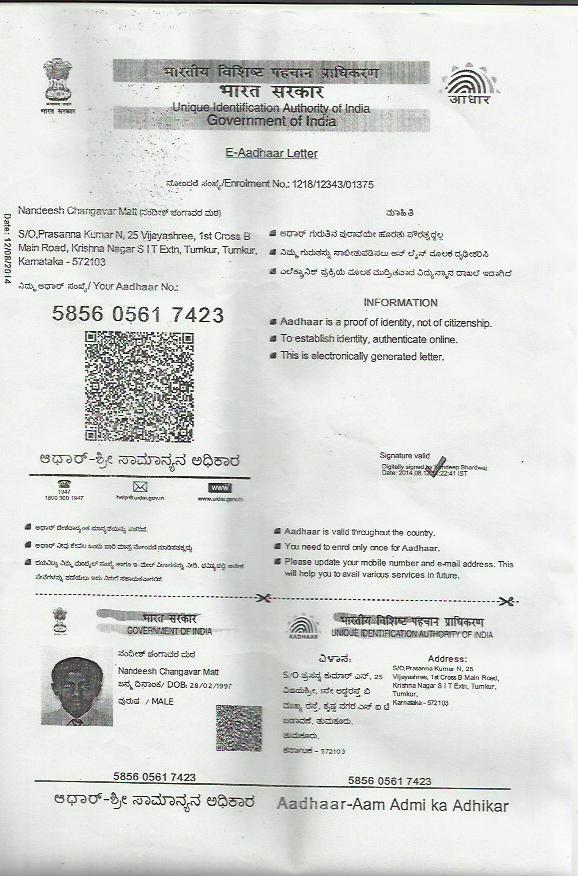 भारतीय विशिष्ट पहचान प्राधिकरण
भारत सरकार
Unique Identification Authority of India
Government of India
भारत सरकार
आधार
E-Aadhaar Letter
ನೋಂದಣಿ ಸಂಖ್ಯೆ/Enrolment No.: 1218/12343/01375
Date: 12/08/2014
Nandeesh Changavar Matt (ನಂದೀಶ್ ಚಂಗಾವರ ಮಠ)
S/O,Prasanna Kumar N, 25 Vijayashree, 1st Cross B
Main Road, Krishna Nagar S I T Extn, Tumkur, Tumkur,
Karnataka - 572103
ನಿಮ್ಮ ಆಧಾರ್ ಸಂಖ್ಯೆ/ Your Aadhaar No.:
5856 0561 7423
ಆಧಾರ್-ಶ್ರೀ ಸಾಮಾನ್ಯನ ಅಧಿಕಾರ
1947
1800 300 1947
help@uidai.gov.in
WWW
www.uidai.gov.in
ಮಾಹಿತಿ
ಆಧಾರ್ ಗುರುತಿನ ಪುರಾವೆಯೇ ಹೊರತು ಪೌರತ್ವದ್ದಲ್ಲ
ನಿಮ್ಮ ಗುರುತನ್ನು ಸಾಬೀತುಪಡಿಸಲು ಆನ್ ಲೈನ್ ಮೂಲಕ ದೃಢೀಕರಿಸಿ
ಎಲೆಕ್ಟ್ರಾನಿಕ್ ಪ್ರಕ್ರಿಯೆ ಮೂಲಕ ಮುದ್ರಿತವಾದ
INFORMATION
Aadhaar is a proof of identity, not of citizenship.
To establish identity, authenticate online.
This is electronically generated letter.
Signature valid
Digitally signed by Sandeep Bhardwaj
Date: 2014.08.12 22:41 IST
Aadhaar is valid throughout the country.
You need to enrol only once for Aadhaar.
Please update your mobile number and e-mail address. This
will help you to avail various services in future.
भारत सरकार
GOVERNMENT OF INDIA
ನಂದೀಶ್ ಚಂಗಾವರ ಮಠ
Nandeesh Changavar Matt
ಜನ್ಮ ದಿನಾಂಕ/ DOB: 28/02/1997
ಪುರುಷ / MALE
5856 0561 7423
ಆಧಾರ್-ಶ್ರೀ ಸಾಮಾನ್ಯನ ಅಧಿಕಾರ
AADHAAR
भारतीय विशिष्ट पहचान प्राधिकरण
UNIQUE IDENTIFICATION AUTHORITY OF INDIA
ವಿಳಾಸ:
S/O ಪ್ರಸನ್ನ ಕುಮಾರ್ ಎನ್, 25
ವಿಜಯಶ್ರೀ, 1ನೇ ಅಡ್ಡರಸ್ತೆ ಬಿ
ಮುಖ್ಯ ರಸ್ತೆ, ಕೃಷ್ಣ ನಗರ ಎಸ್ ಐ ಟಿ
ಬಡಾವಣೆ, ತುಮಕೂರು,
ತುಮಕೂರು,
ಕರ್ನಾಟಕ - 572103
Address:
S/O,Prasanna Kumar N, 25
Vijayshree, 1st Cross B Main Road,
Krishna Nagar S I T Extn, Tumkur,
Tumkur,
Karnataka - 572103
5856 0561 7423
Aadhaar-Aam Admi ka Adhikar